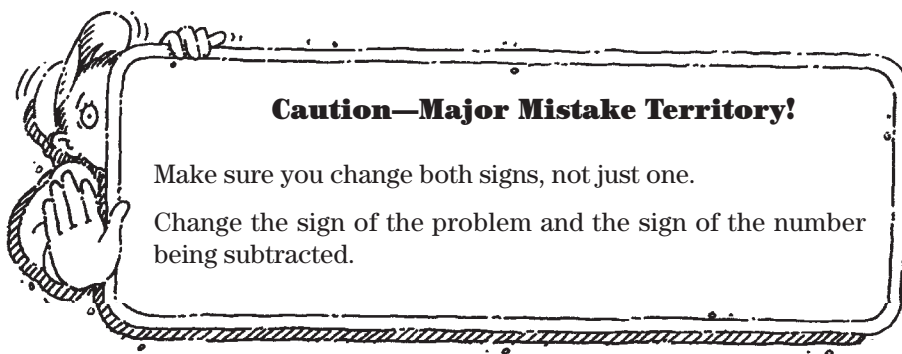 Caution—Major Mistake Territory!
Make sure you change both signs, not just one.
Change the sign of the problem and the sign of the number
being subtracted.